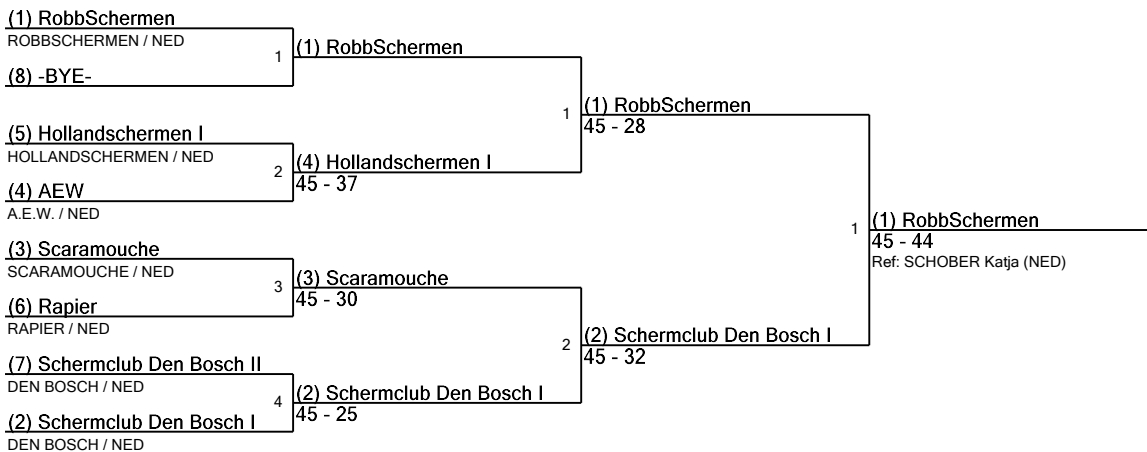 (1) RobbSchermen
ROBBSCHERMEN / NED
1
(8) -BYE-
(1) RobbSchermen
(5) Hollandschermen I
HOLLANDSCHERMEN / NED
2
(4) AEW
A.E.W. / NED
(4) Hollandschermen I
45 - 37
1
(1) RobbSchermen
45 - 28
(3) Scaramouche
SCARAMOUCHE / NED
3
(6) Rapier
RAPIER / NED
(3) Scaramouche
45 - 30
(7) Schermclub Den Bosch II
DEN BOSCH / NED
4
(2) Schermclub Den Bosch I
DEN BOSCH / NED
(2) Schermclub Den Bosch I
45 - 25
2
(2) Schermclub Den Bosch I
45 - 32
1
(1) RobbSchermen
45 - 44
Ref: SCHOBER Katja (NED)